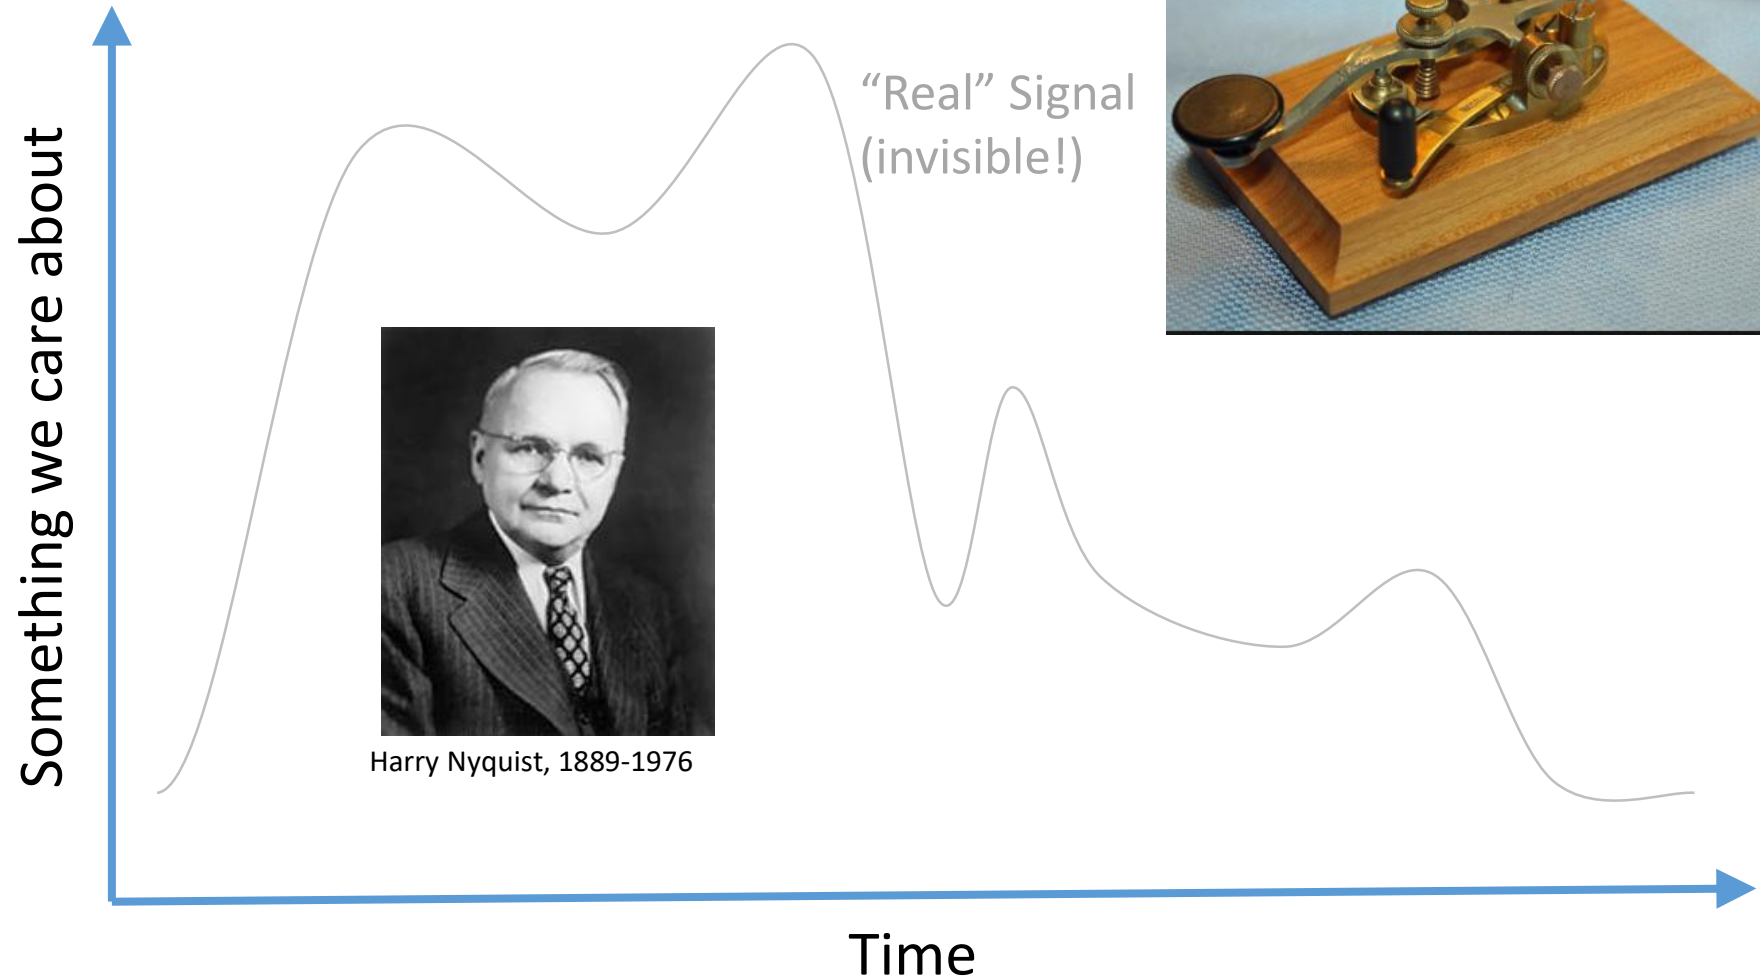 Something we care about
“Real” Signal
(invisible!)
Harry Nyquist, 1889-1976
Time